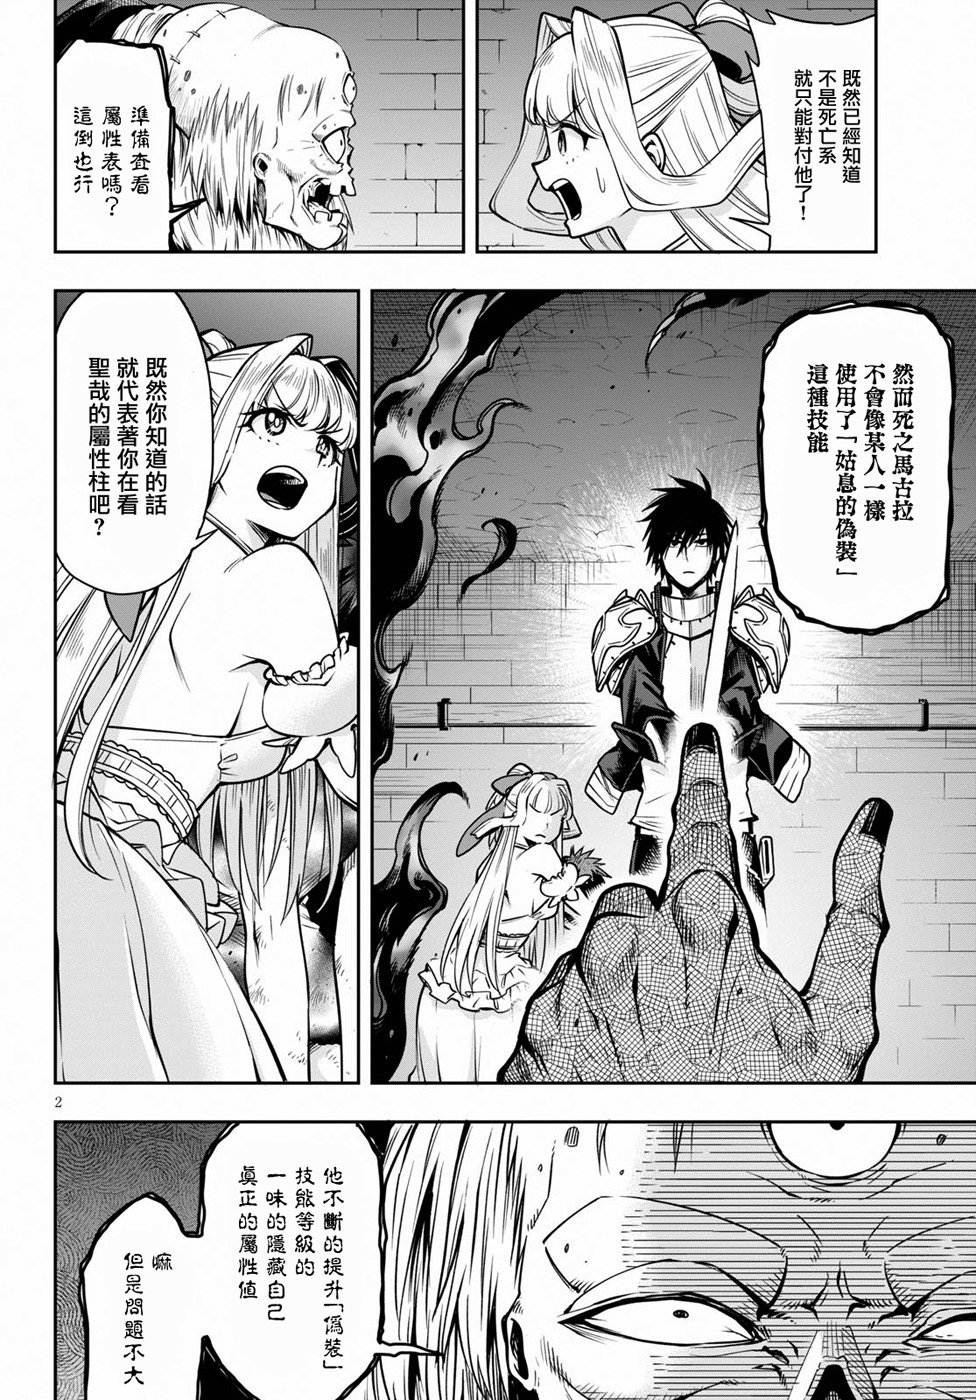 既然已經知道
不是死亡系
就只能對付他了！
準備查看
屬性表嗎？
這倒也行
然而死之馬古拉
不會像某人一樣
使用了「姑息的偽裝」
這種技能
既然你知道的話
就代表著你在看
聖哉的屬性柱吧？
2
他不斷的提升「偽裝」
技能等級的
一味的隱藏自己
真正的屬性值
嘛
但是問題不大